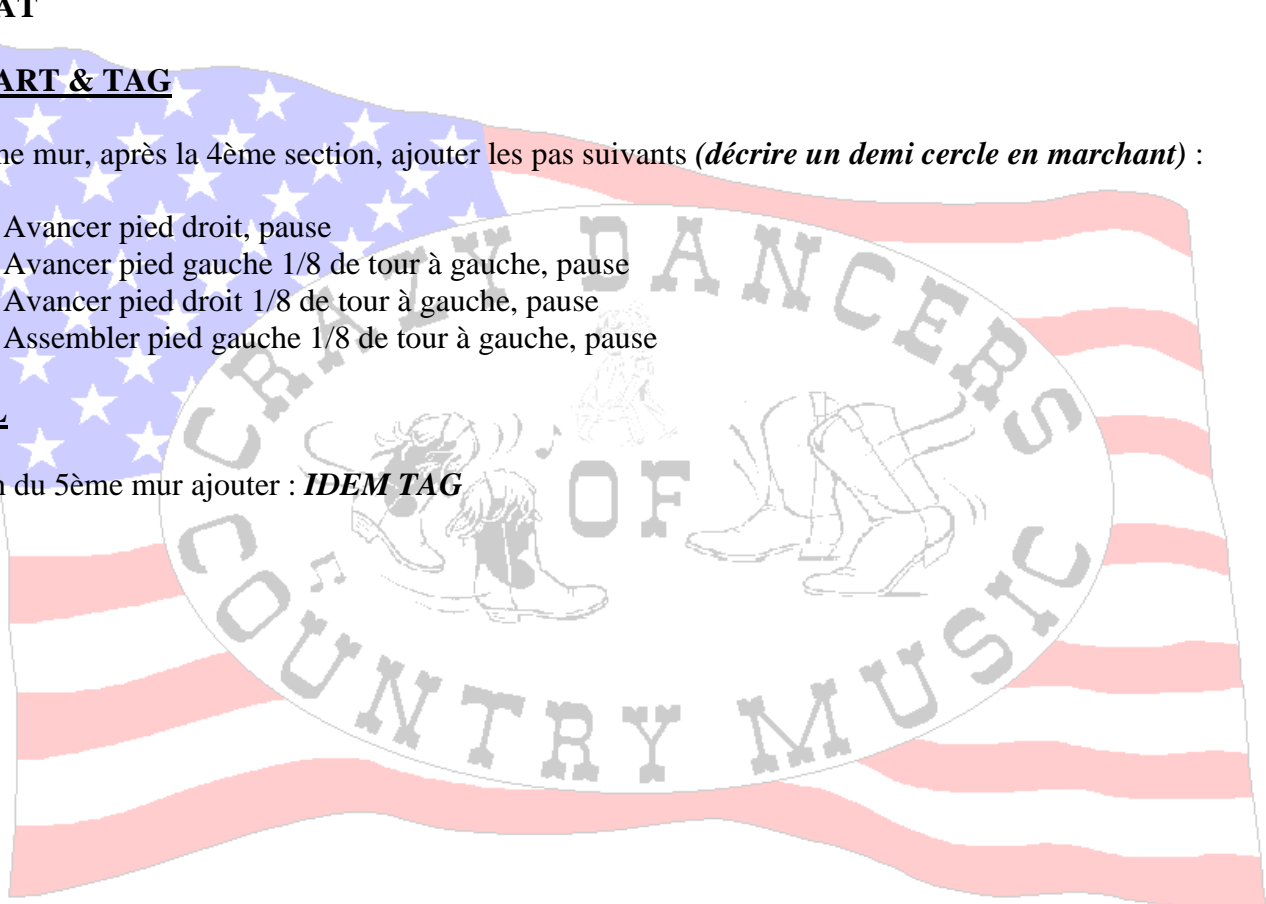 AT
ART & TAG
me mur, après la 4ème section, ajouter les pas suivants (décrire un demi cercle en marchant) :
Avancer pied droit, pause
Avancer pied gauche 1/8 de tour à gauche, pause
Avancer pied droit 1/8 de tour à gauche, pause
Assembler pied gauche 1/8 de tour à gauche, pause
L
n du 5ème mur ajouter : IDEM TAG
CRAZY DANCERS
OF
COUNTRY MUSIC